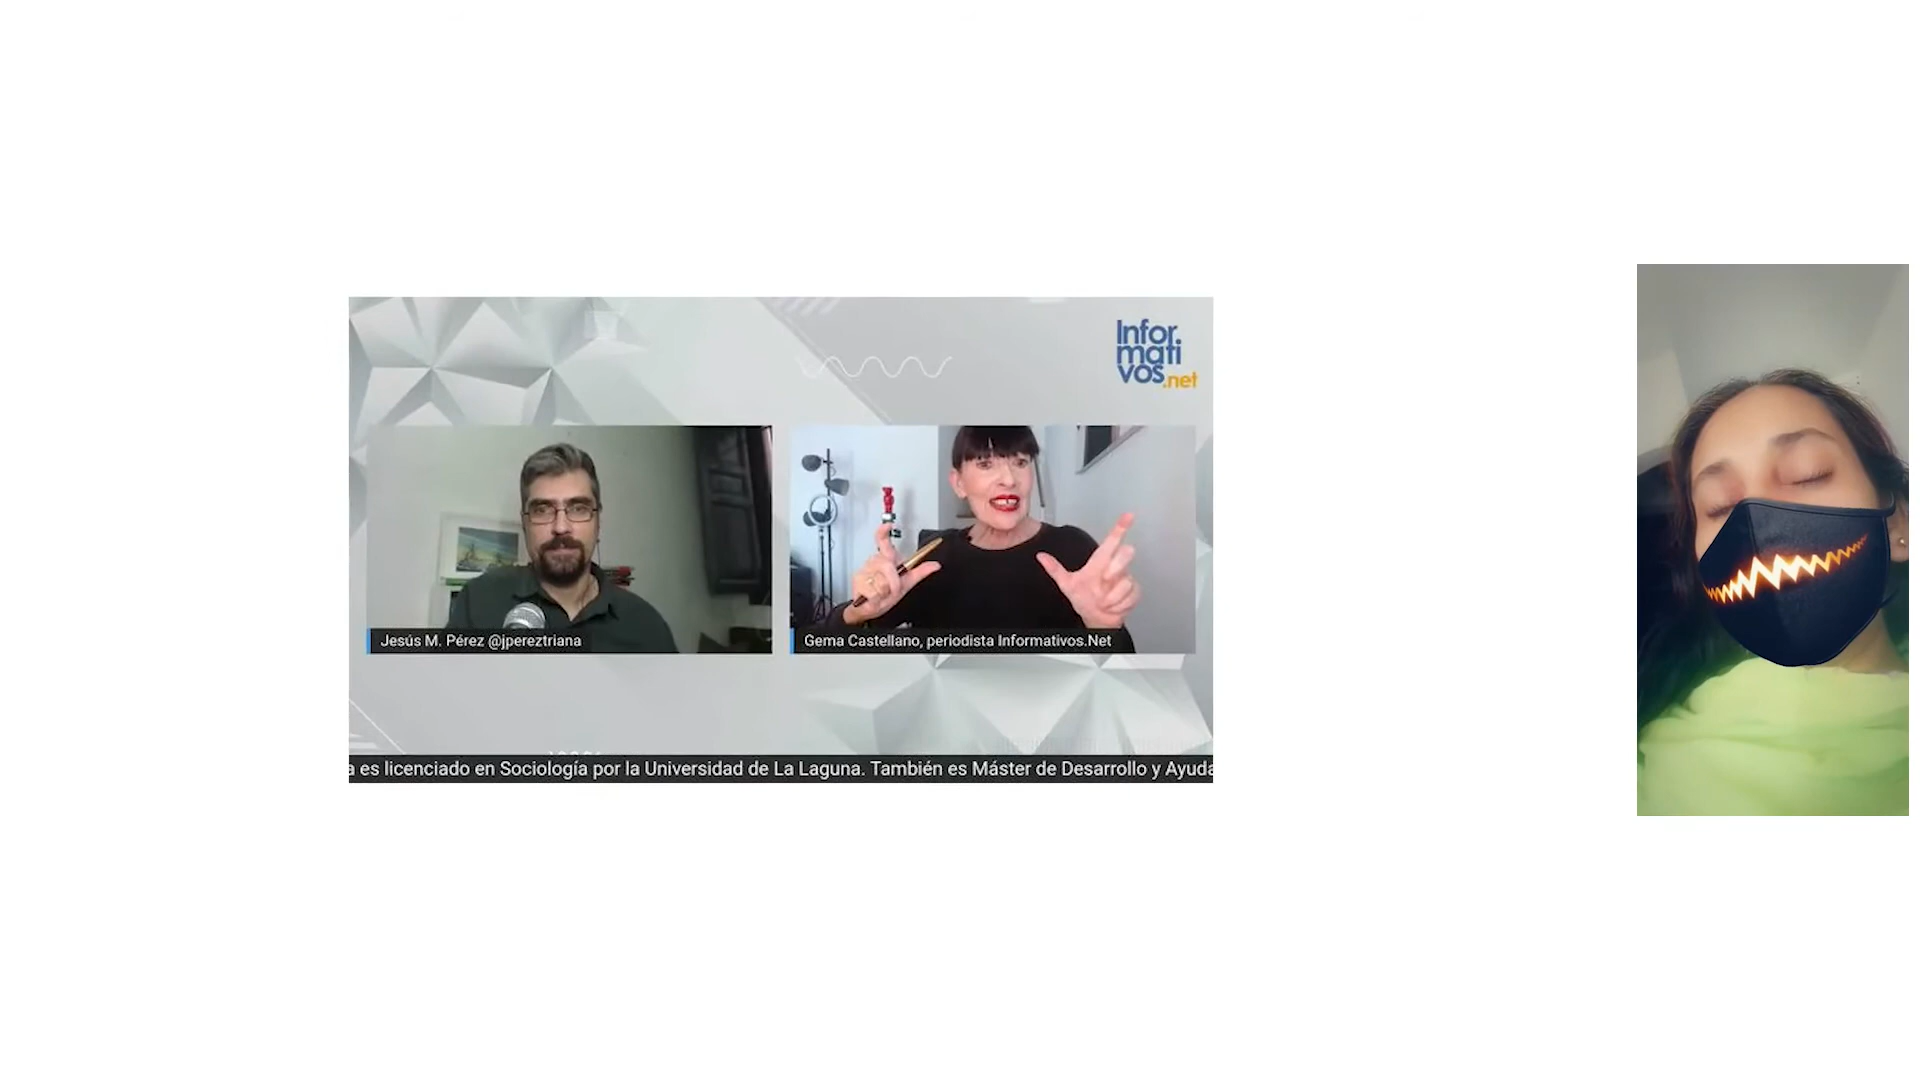 Infor.
mati
vos.net
Jesús M. Pérez @jpereztriana
Gema Castellano, periodista Informativos.Net
a es licenciado en Sociología por la Universidad de La Laguna. También es Máster de Desarrollo y Ayuda